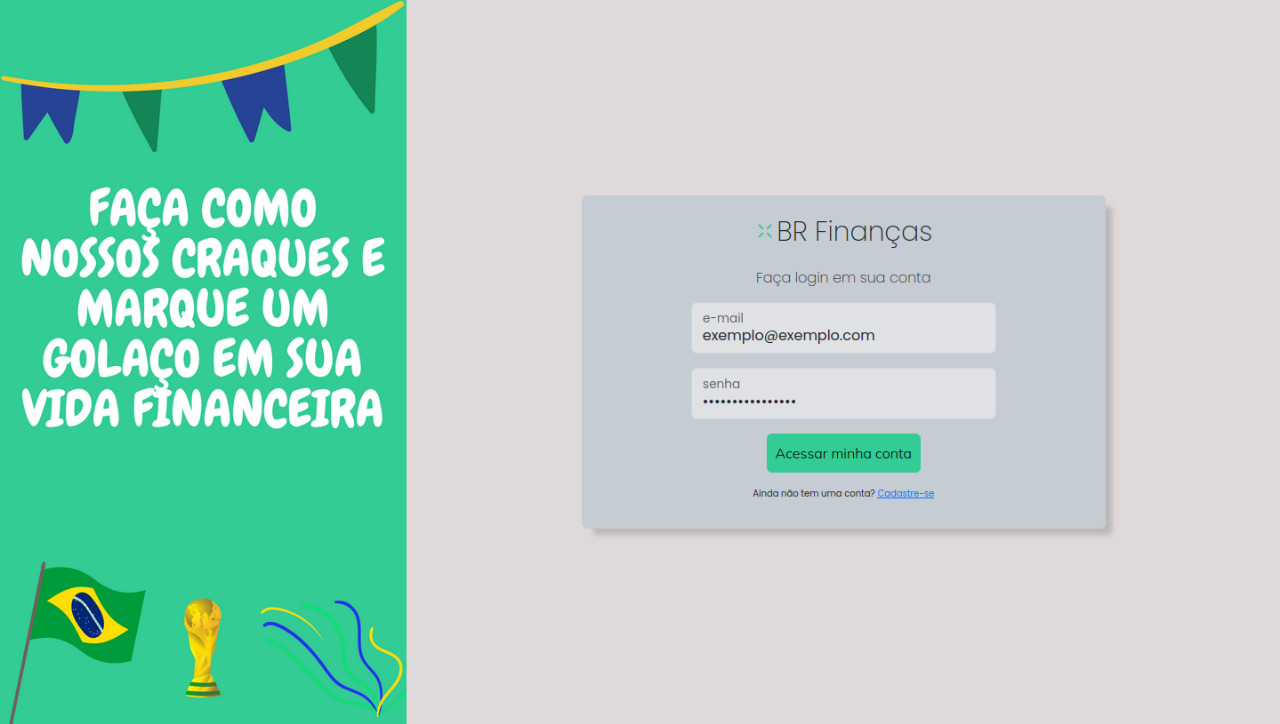 FAÇA COMO
NOSSOS CRAQUES E
MARQUE UM
GOLAÇO EM SUA
VIDA FINANCEIRA
BR Finanças
Faça login em sua conta
e-mail
exemplo@exemplo.com
senha
••••••••••••••••
Acessar minha conta
Ainda não tem uma conta? Cadastre-se